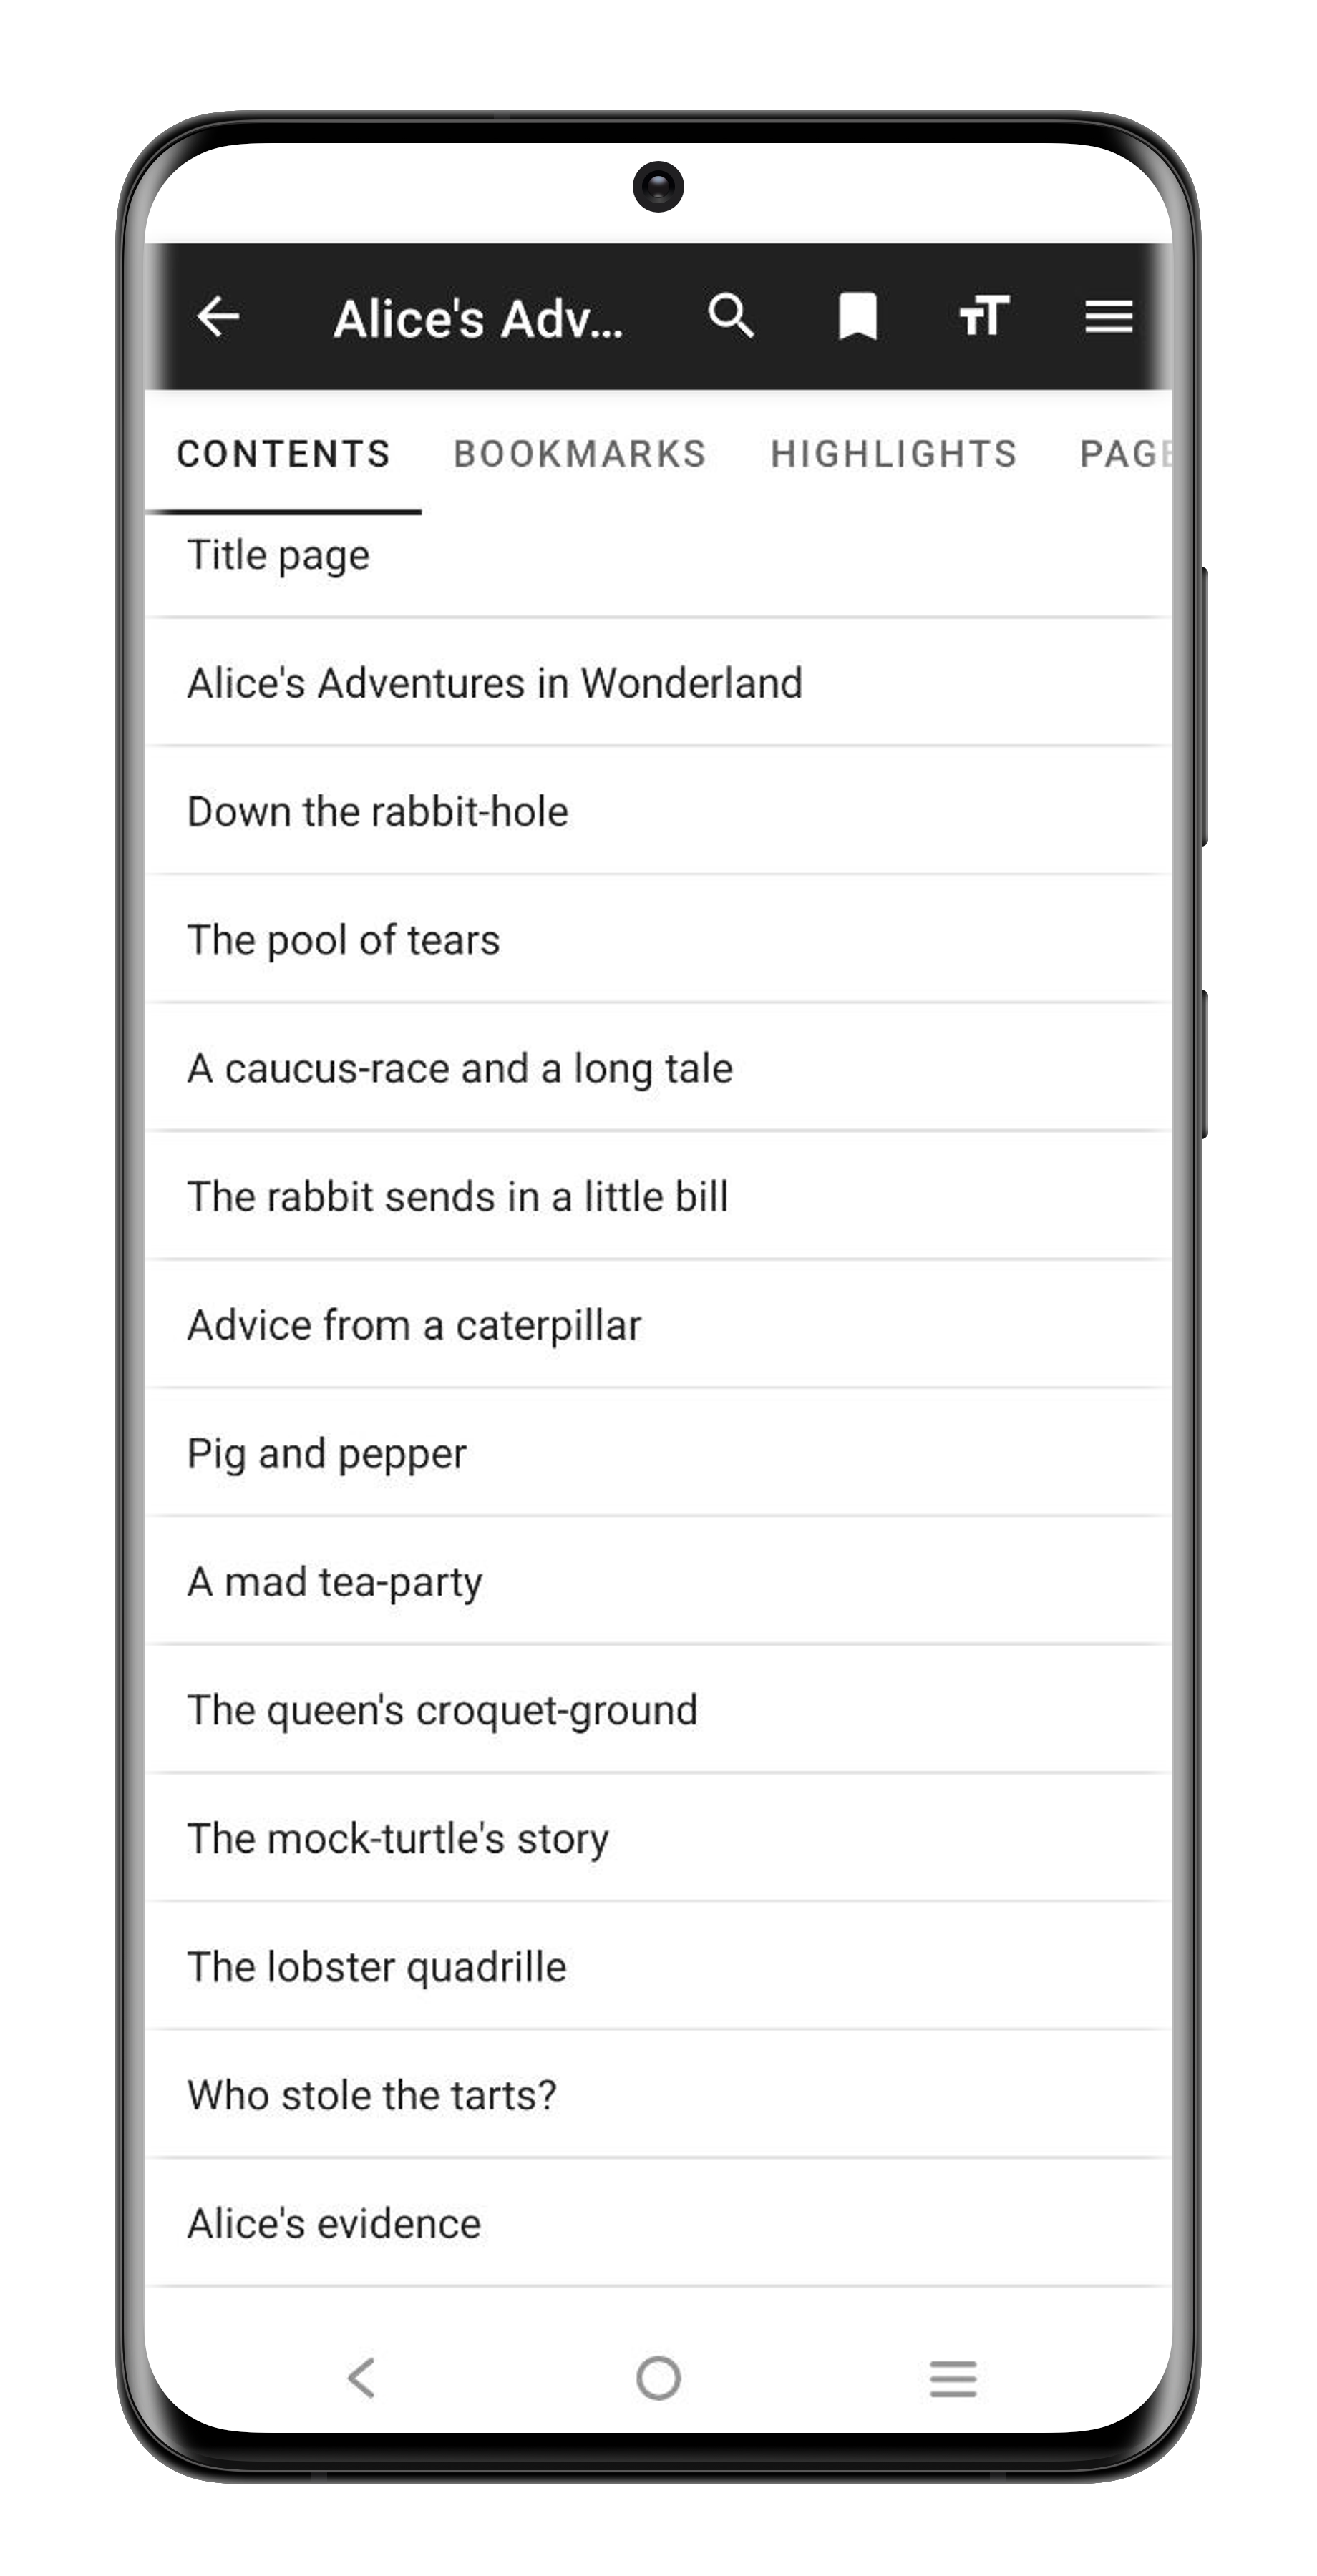 Alice's Adv...
CONTENTS BOOKMARKS HIGHLIGHTS PAGE
Title page
Alice's Adventures in Wonderland
Down the rabbit-hole
The pool of tears
A caucus-race and a long tale
The rabbit sends in a little bill
Advice from a caterpillar
Pig and pepper
A mad tea-party
The queen's croquet-ground
The mock-turtle's story
The lobster quadrille
Who stole the tarts?
Alice's evidence